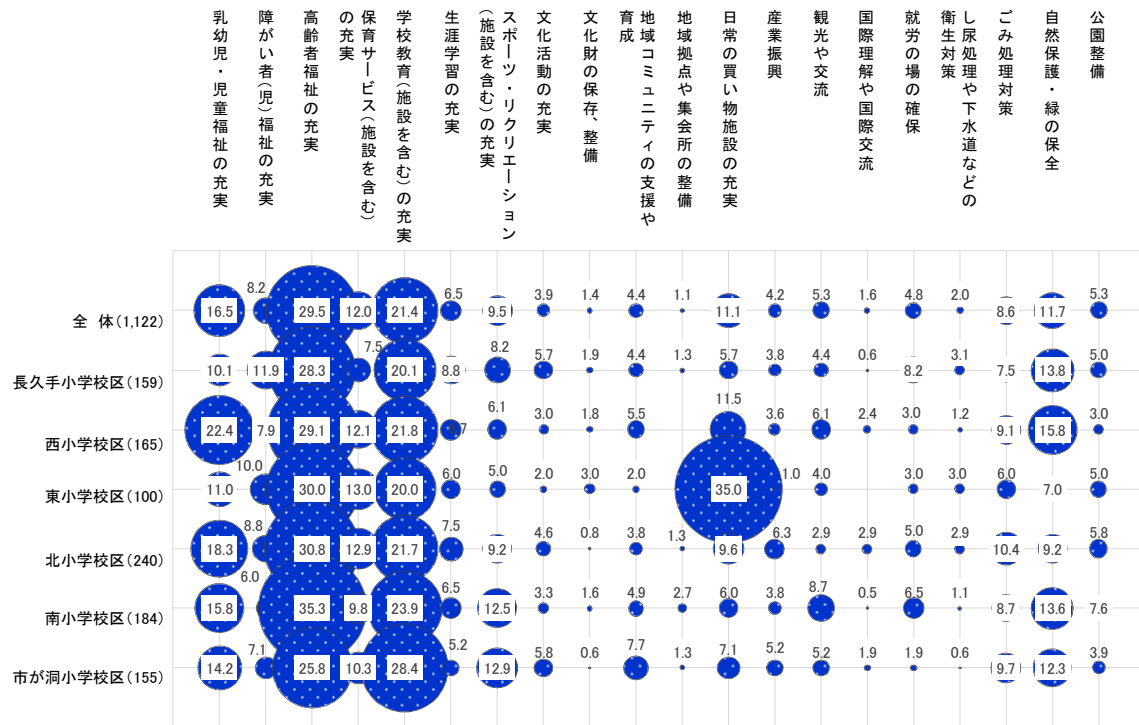 乳幼児・児童福祉の充実
障がい者(児)福祉の充実
高齢者福祉の充実
保育サービス(施設を含む)
の充実
学校教育(施設を含む)の充実
生涯学習の充実
スポーツ・リクリエーション
(施設を含む)の充実
文化活動の充実
文化財の保存、整備
地域コミュニティの支援や
育成
地域拠点や集会所の整備
日常の買い物施設の充実
産業振興
観光や交流
国際理解や国際交流
就労の場の確保
し尿処理や下水道などの
衛生対策
ごみ処理対策
自然保護・緑の保全
公園整備
全 体(1,122) 16.5 8.2 29.5 12.0 21.4 6.5 9.5 3.9 1.4 4.4 1.1 11.1 4.2 5.3 1.6 4.8 2.0 8.6 11.7 5.3
長久手小学校区(159) 10.1 11.9 28.3 7.5 20.1 8.8 8.2 5.7 1.9 4.4 1.3 5.7 3.8 4.4 0.6 8.2 3.1 7.5 13.8 5.0
西小学校区(165) 22.4 7.9 29.1 12.1 21.8 6.1 3.0 1.8 5.5 11.5 3.6 6.1 2.4 3.0 1.2 9.1 15.8 3.0
東小学校区(100) 11.0 10.0 30.0 13.0 20.0 6.0 5.0 2.0 3.0 2.0 35.0 1.0 4.0 3.0 3.0 6.0 7.0 5.0
北小学校区(240) 18.3 8.8 30.8 12.9 21.7 7.5 9.2 4.6 0.8 3.8 1.3 9.6 6.3 2.9 2.9 5.0 2.9 10.4 9.2 5.8
南小学校区(184) 15.8 6.0 35.3 9.8 23.9 6.5 12.5 3.3 1.6 4.9 2.7 6.0 3.8 8.7 0.5 6.5 1.1 8.7 13.6 7.6
市が洞小学校区(155) 14.2 7.1 25.8 10.3 28.4 5.2 12.9 5.8 0.6 7.7 1.3 7.1 5.2 5.2 1.9 1.9 0.6 9.7 12.3 3.9